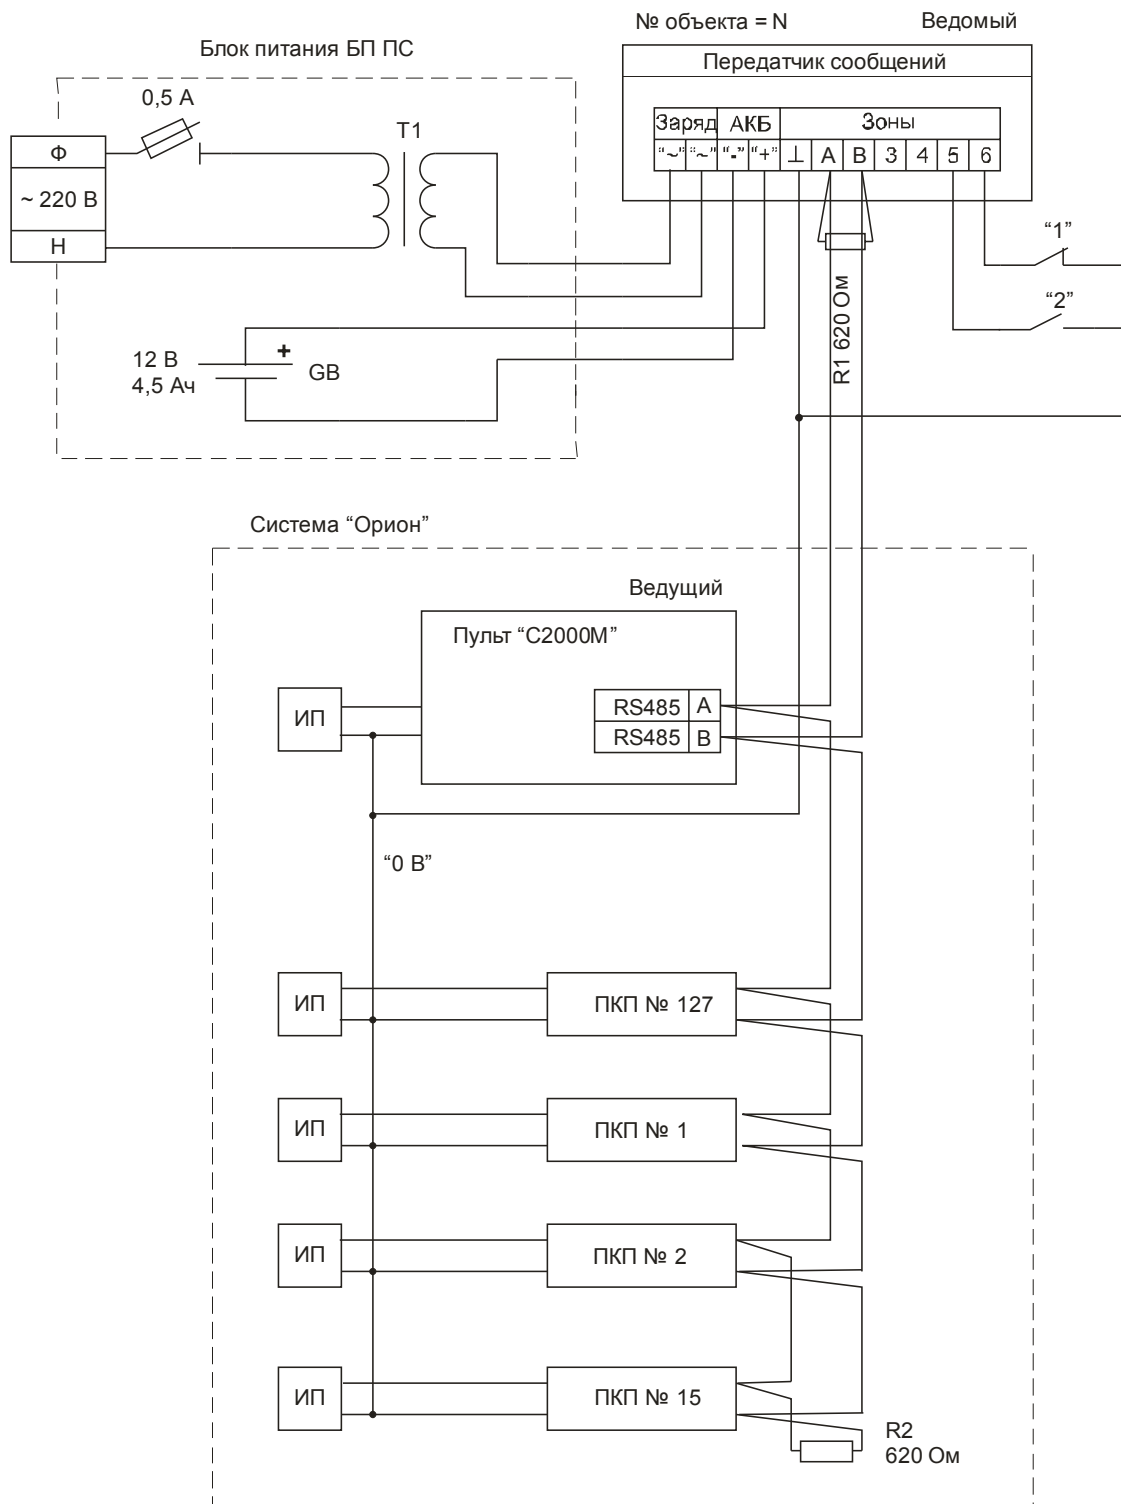 № объекта = N
Ведомый
Блок питания БП ПС
Передатчик сообщений
0,5 А
Т1
Заряд АКБ Зоны
“~” “~” “-” “+” ⊥ А В 3 4 5 6
Ф
~ 220 В
Н
“1”
“2”
R1 620 Ом
12 В
4,5 Ач
+
GB
Система “Орион”
Ведущий
Пульт “С2000М”
ИП
RS485 А
RS485 В
“0 В”
ИП
ПКП № 127
ИП
ПКП № 1
ИП
ПКП № 2
ИП
ПКП № 15
R2
620 Ом